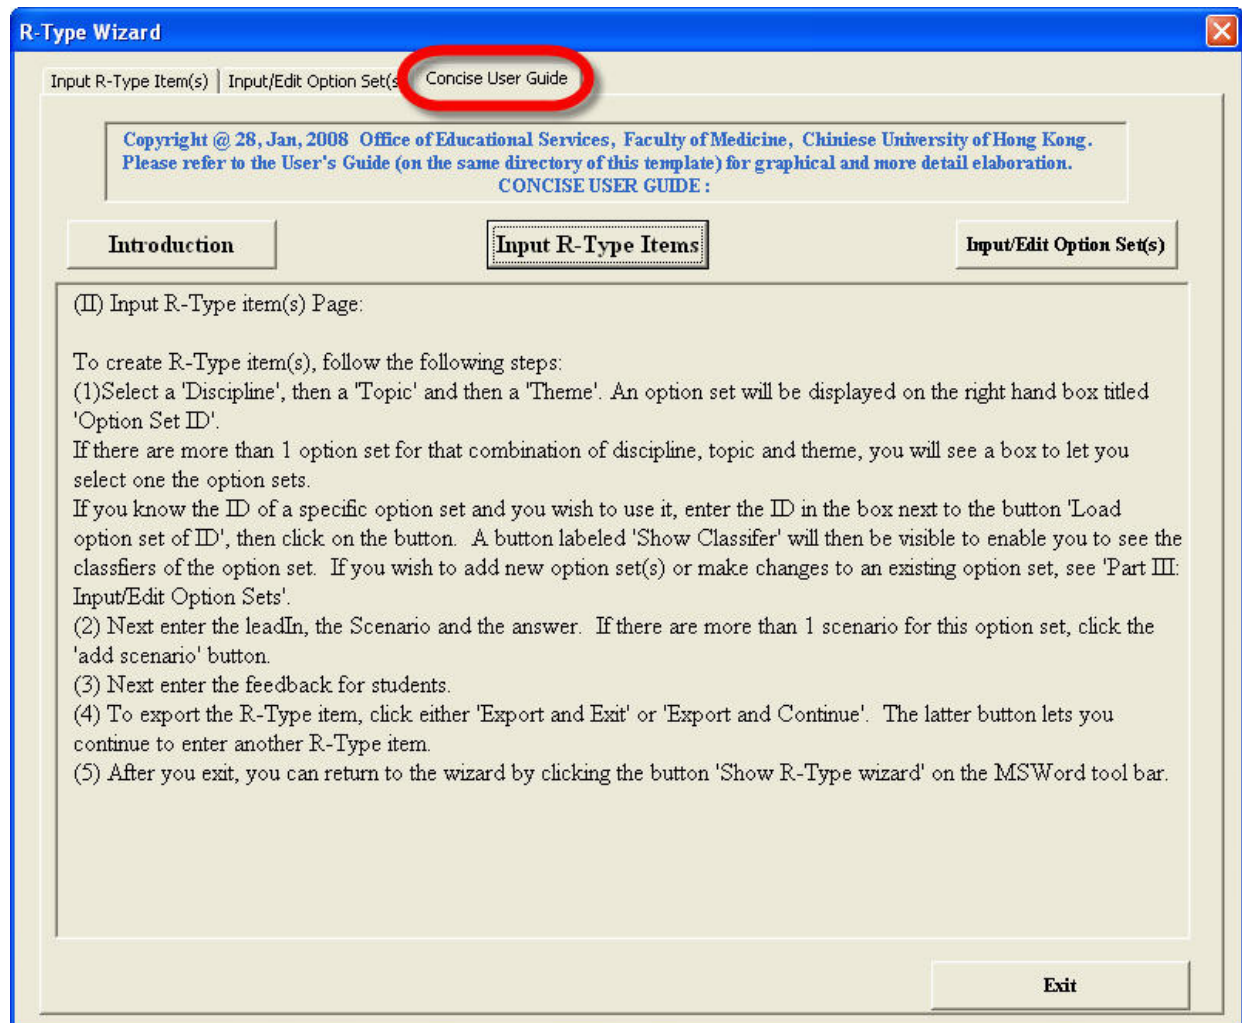 R-Type Wizard
Input R-Type Item(s) Input/Edit Option Set(s Concise User Guide
Copyright @ 28, Jan, 2008 Office of Educational Services, Faculty of Medicine, Chiniese University of Hong Kong.
Please refer to the User's Guide (on the same directory of this template) for graphical and more detail elaboration.
CONCISE USER GUIDE :
Introduction Input R-Type Items Input/Edit Option Set(s)
(II) Input R-Type item(s) Page:
To create R-Type item(s), follow the following steps:
(1)Select a 'Discipline', then a 'Topic' and then a 'Theme'. An option set will be displayed on the right hand box titled
'Option Set ID'.
If there are more than 1 option set for that combination of discipline, topic and theme, you will see a box to let you
select one the option sets.
If you know the ID of a specific option set and you wish to use it, enter the ID in the box next to the button 'Load
option set of ID', then click on the button. A button labeled 'Show Classifer' will then be visible to enable you to see the
classfiers of the option set. If you wish to add new option set(s) or make changes to an existing option set, see 'Part III:
Input/Edit Option Sets'.
(2) Next enter the leadIn, the Scenario and the answer. If there are more than 1 scenario for this option set, click the
'add scenario' button.
(3) Next enter the feedback for students.
(4) To export the R-Type item, click either 'Export and Exit' or 'Export and Continue'. The latter button lets you
continue to enter another R-Type item.
(5) After you exit, you can return to the wizard by clicking the button 'Show R-Type wizard' on the MSWord tool bar.
Exit